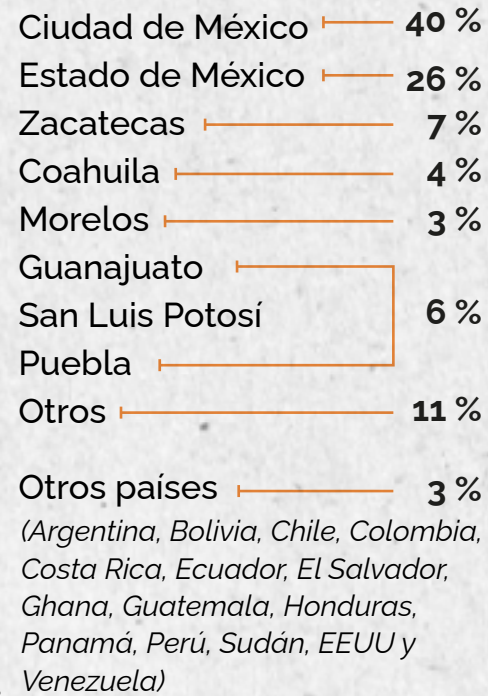 Ciudad de México 40 %
Estado de México 26 %
Zacatecas 7 %
Coahuila 4 %
Morelos 3 %
Guanajuato
San Luis Potosí 6 %
Puebla
Otros 11 %
Otros países 3 %
(Argentina, Bolivia, Chile, Colombia,
Costa Rica, Ecuador, El Salvador,
Ghana, Guatemala, Honduras,
Panamá, Perú, Sudán, EEUU y
Venezuela)